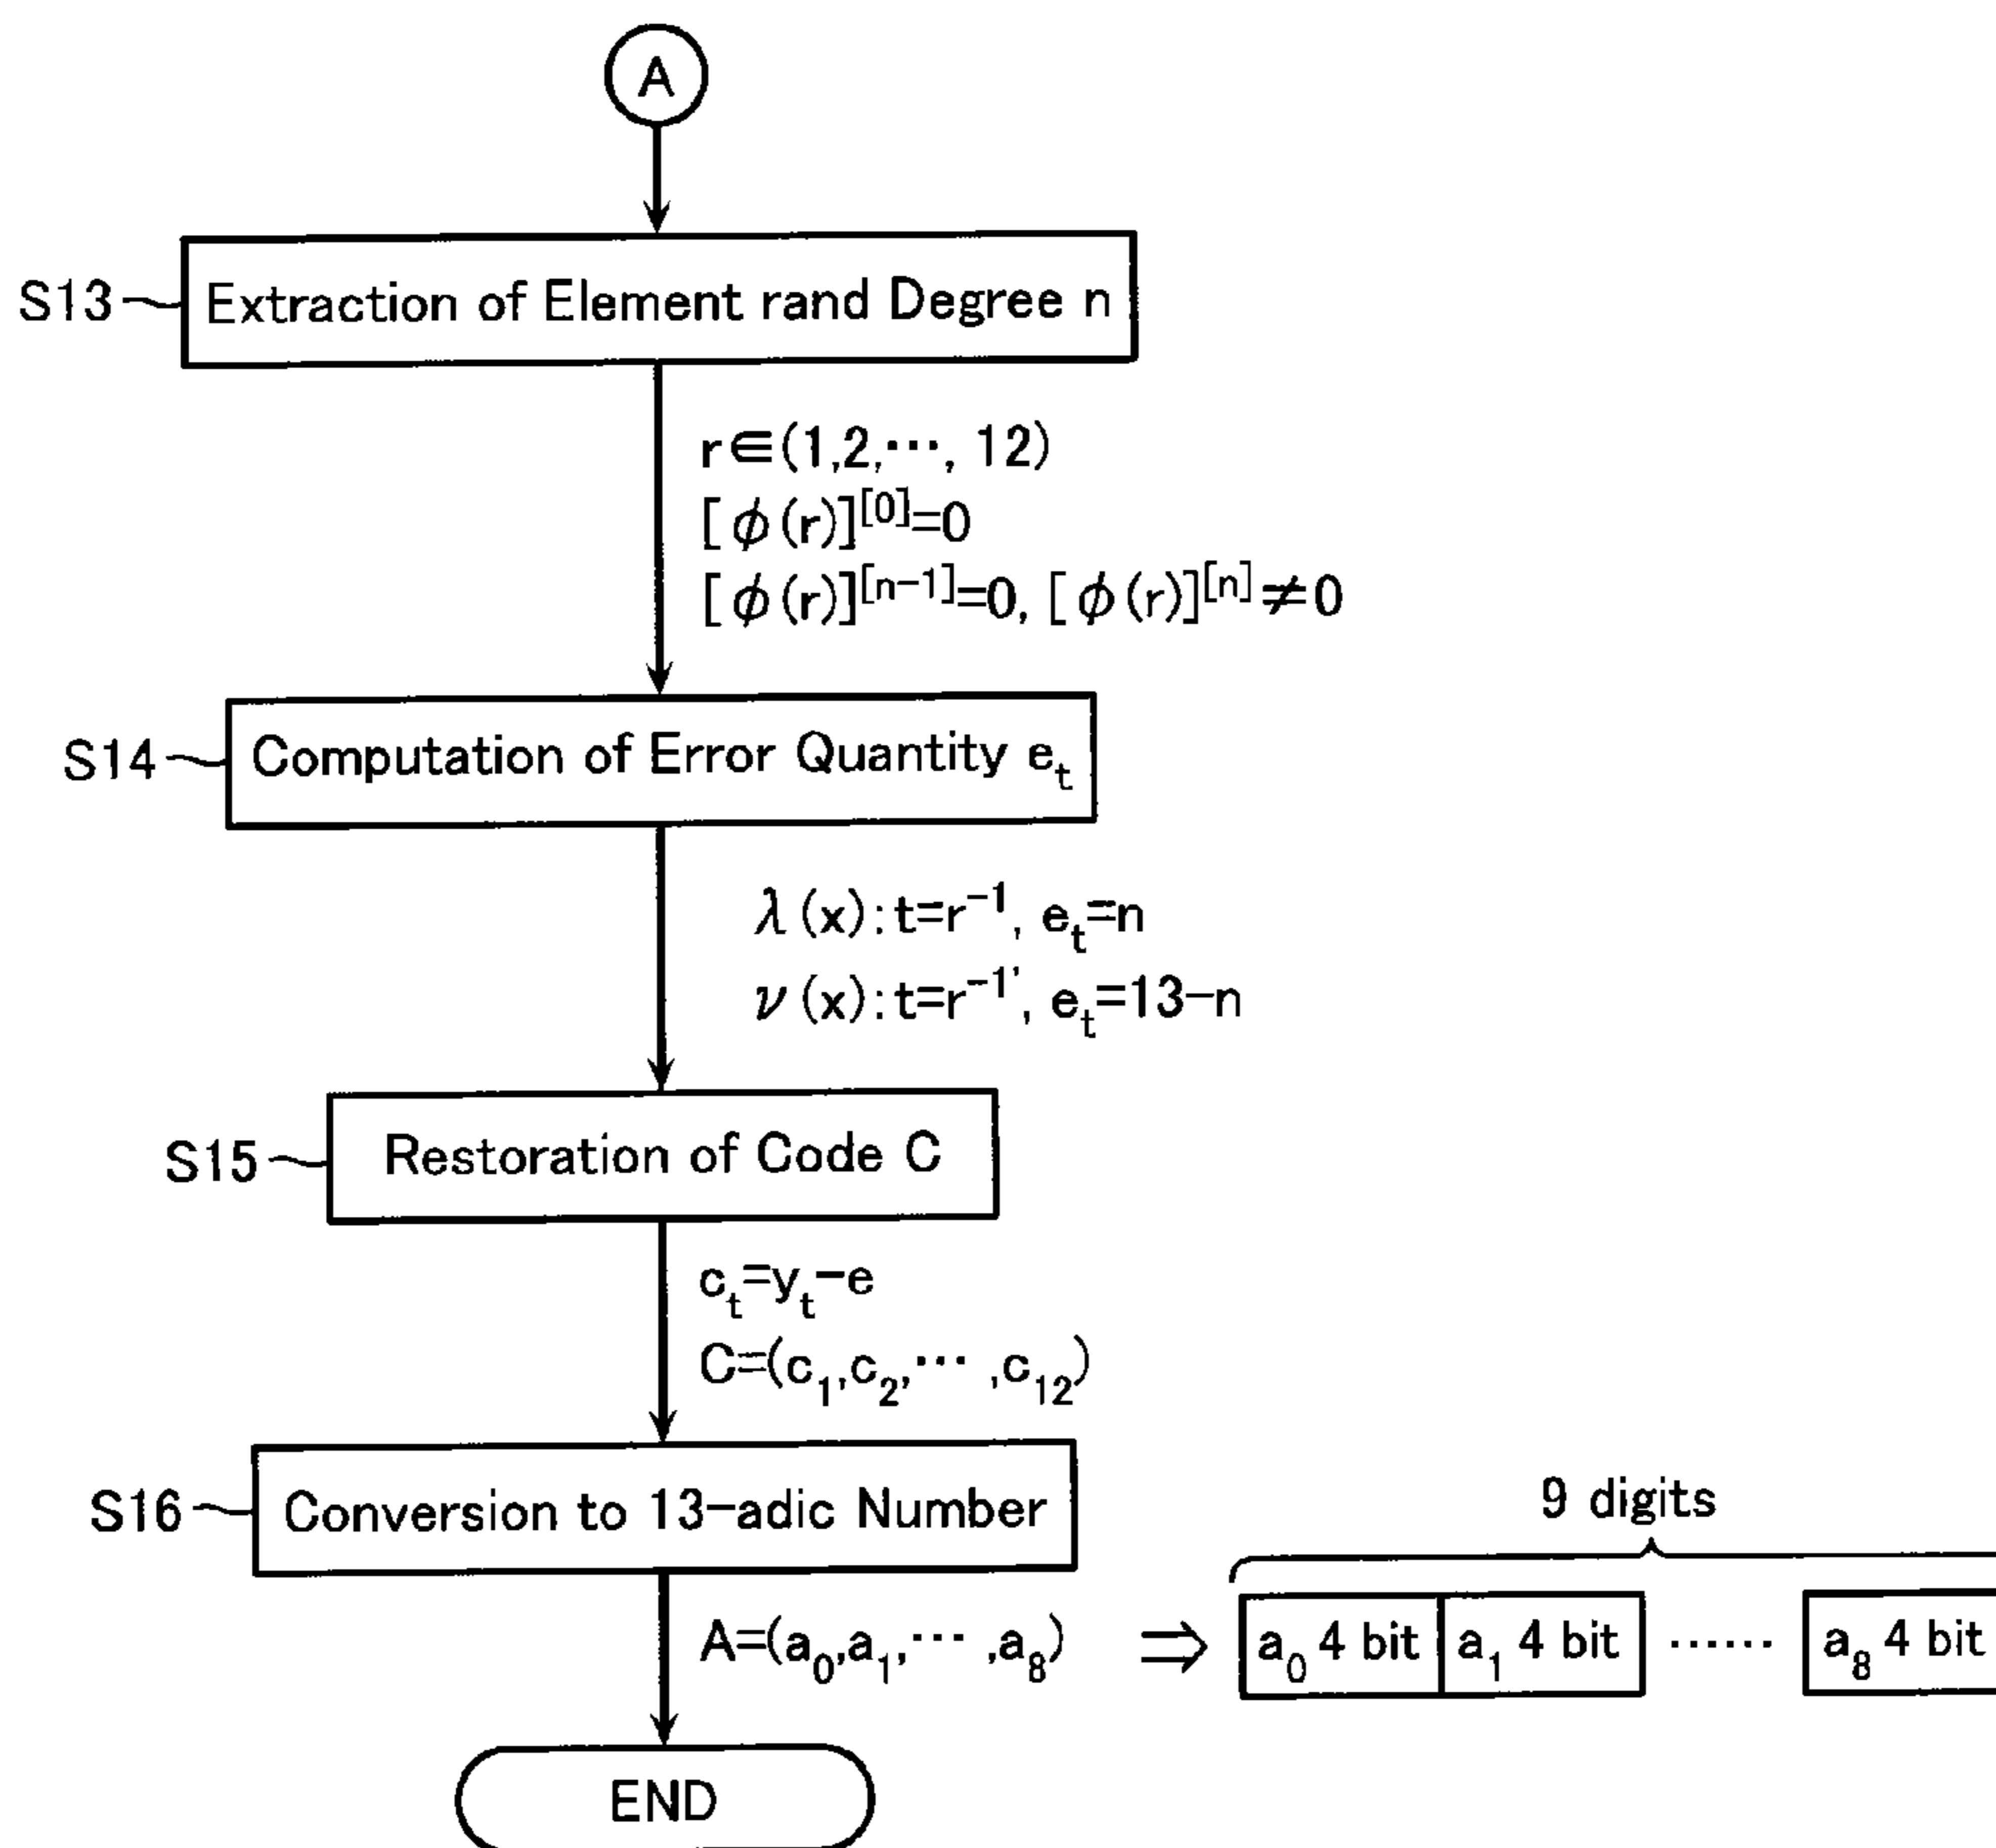 A
S13 Extraction of Element rand Degree n
r∈(1,2,⋯, 12)
[ϕ(r)]^[0]=0
[ϕ(r)]^[n-1]=0, [ϕ(r)]^[n]≠0
S14 Computation of Error Quantity e_t
λ(x):t=r^-1, e_t=n
ν(x):t=r^-1', e_t=13-n
S15 Restoration of Code C
c_t=y_t-e
C=(c_1,c_2,⋯ ,c_12)
S16 Conversion to 13-adic Number
9 digits
A=(a_0,a_1,⋯ ,a_8) ⇒ a_0 4 bit a_1 4 bit ⋯⋯ a_8 4 bit
END